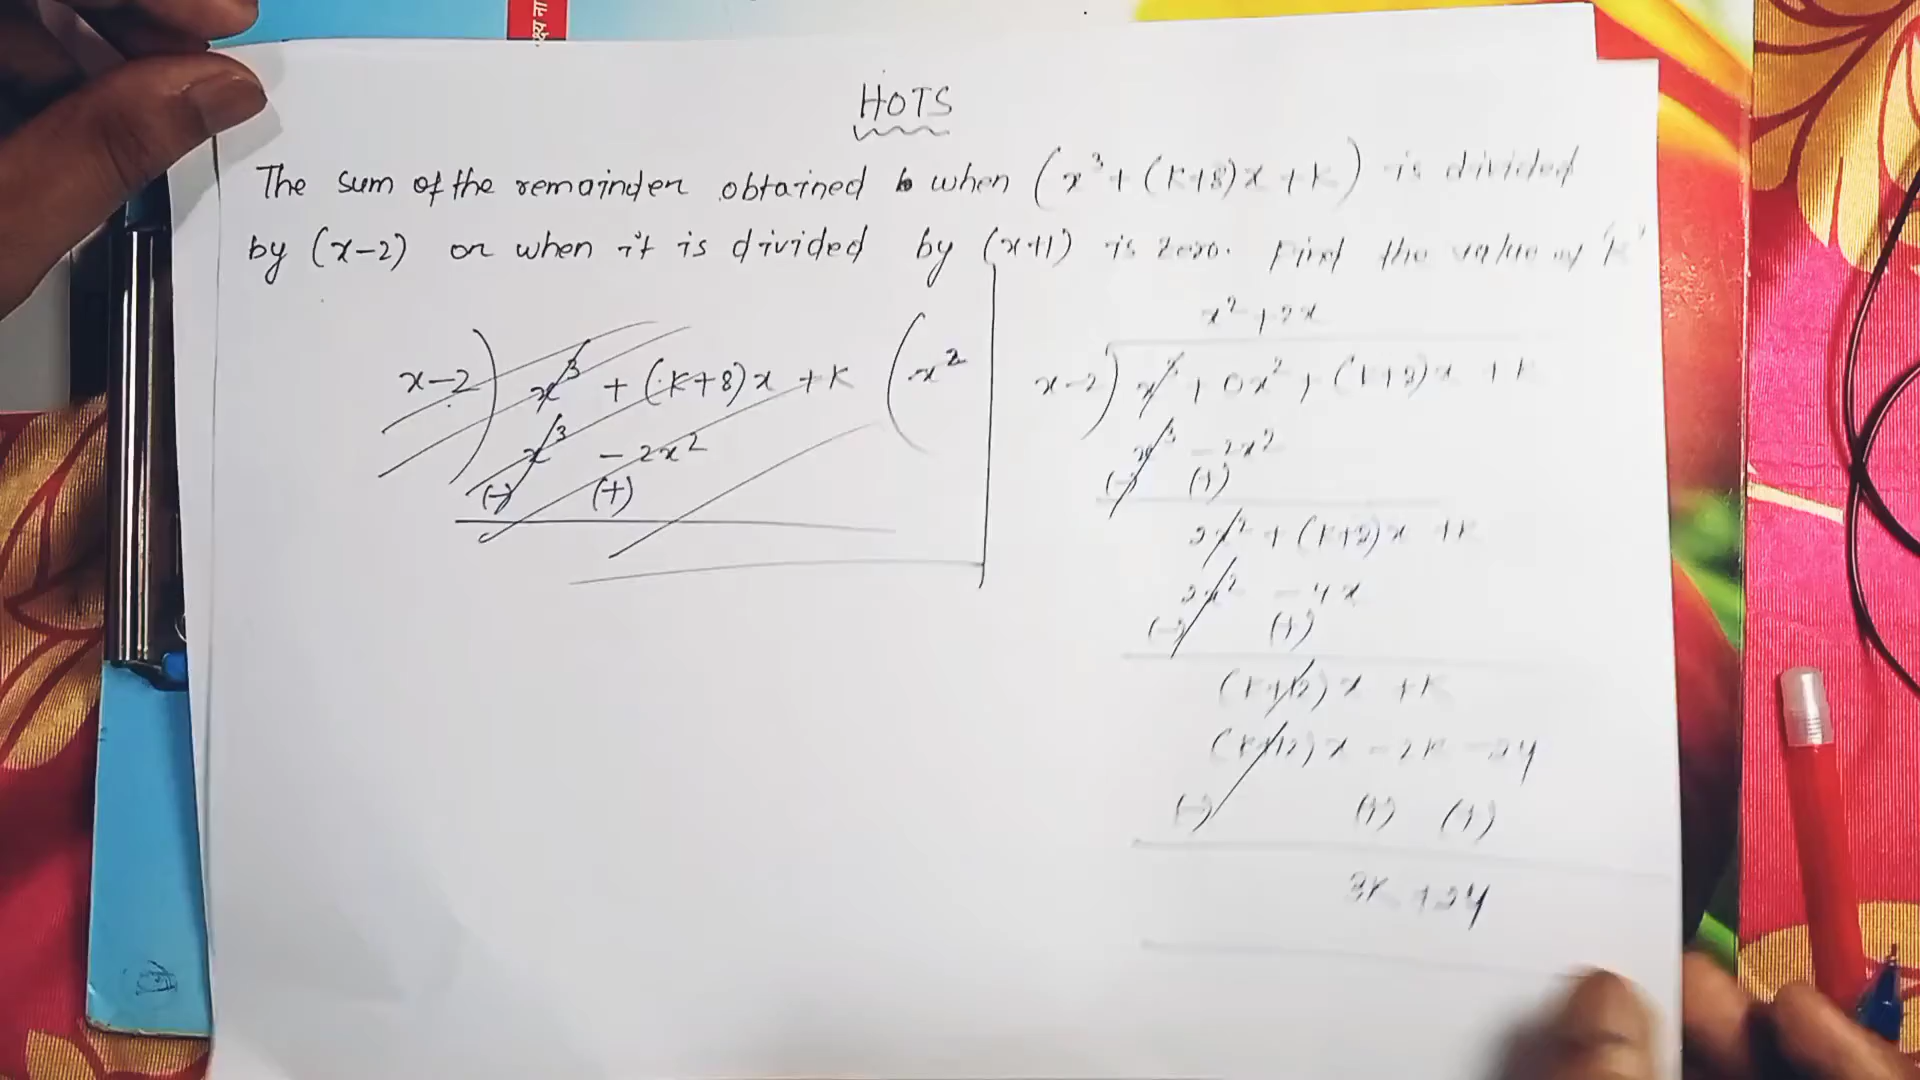 क्ष्य ना
HOTS
The sum of the remainder obtained when (x³ + (k+8)x + k) is divided
by (x-2) or when it is divided by (x+1) is zero. Find the value of 'k'
x-2) x³ + (k+8)x + k (x²
x³ - 2x²
(-) (+)
x² + 2x
x-2) x³ + 0x² + (k+8)x + k
x³ - 2x²
(-) (+)
2x² + (k+8)x + k
2x² - 4x
(-) (+)
(k+12)x + k
(k+12)x - 2k - 24
(-) (+) (+)
3k + 24